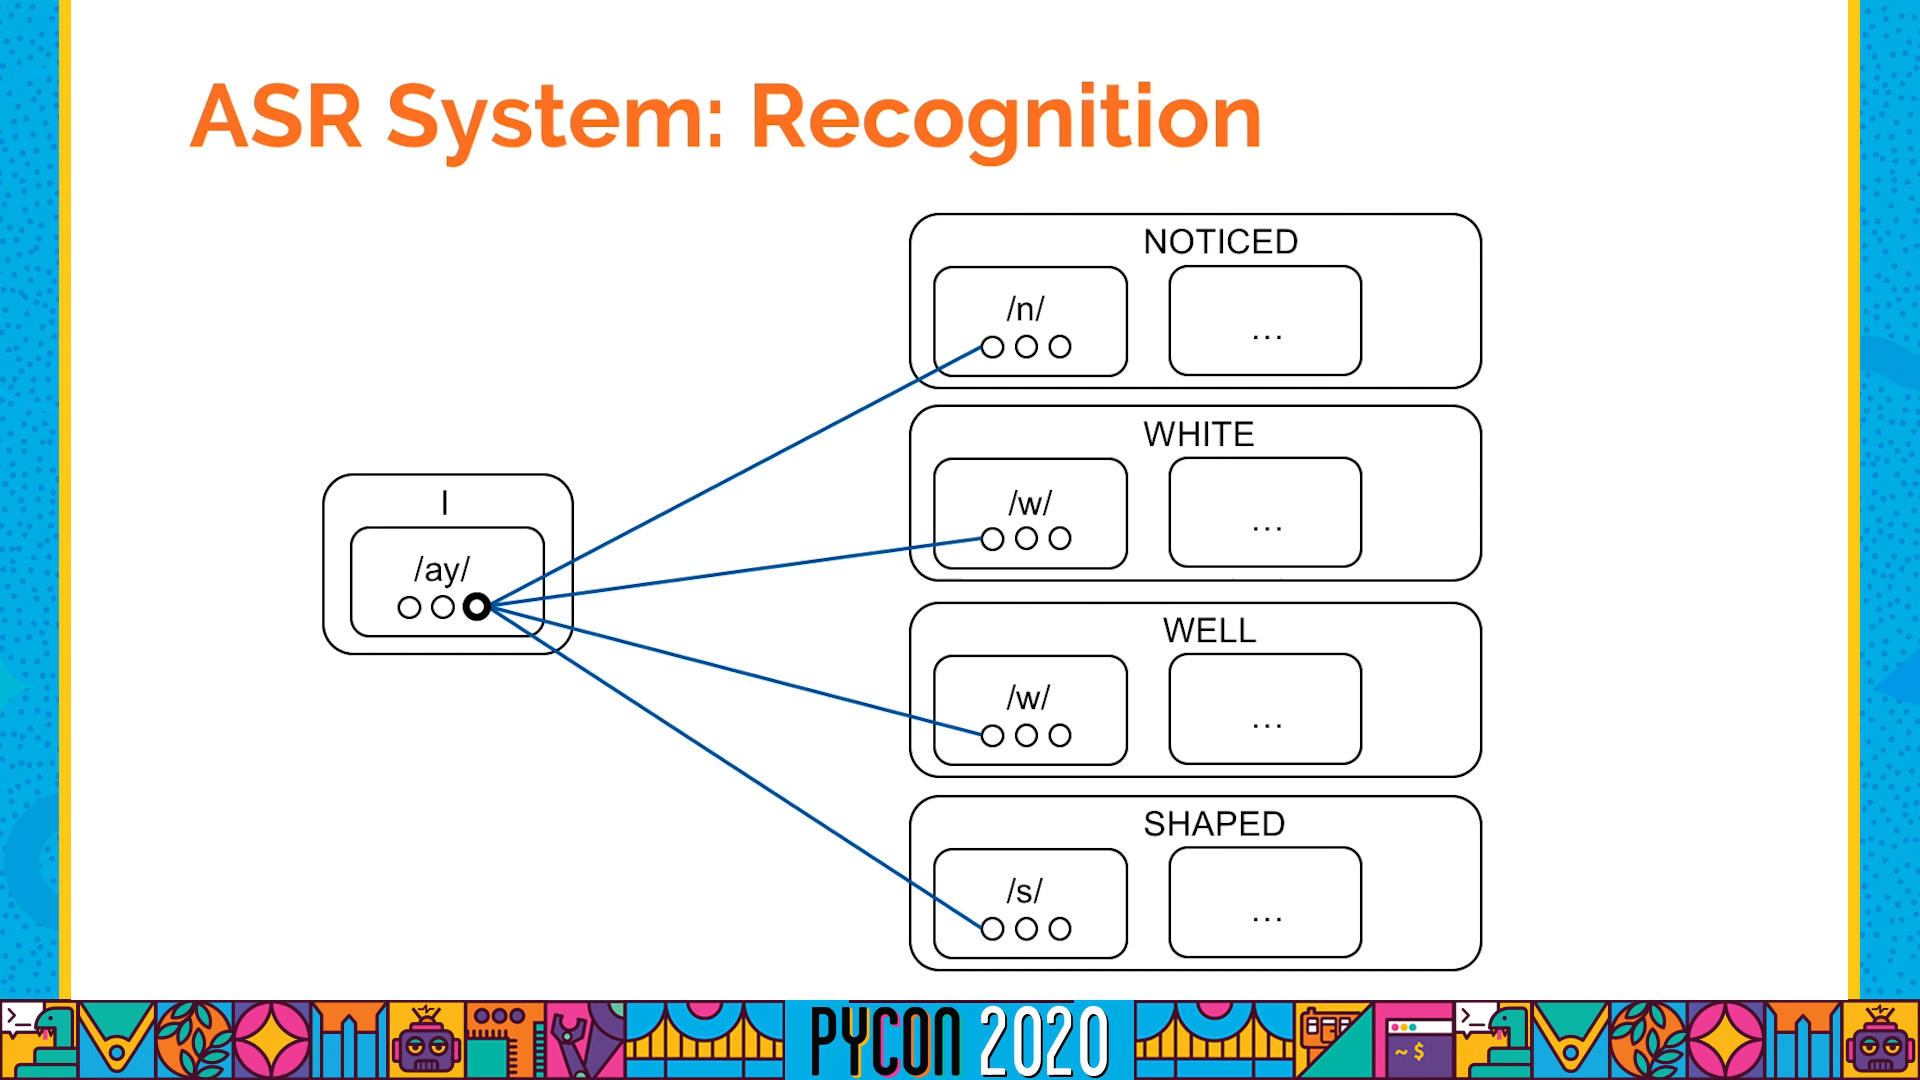 ASR System: Recognition
NOTICED
/n/
...
WHITE
/w/
...
I
/ay/
WELL
/w/
...
SHAPED
/s/
...
>_
~ $
>_
PYCON 2020